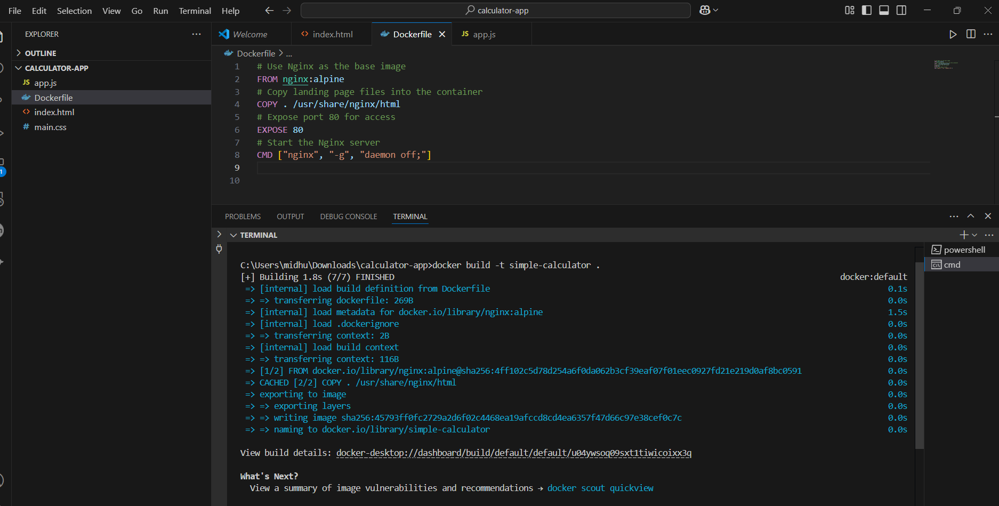 File Edit Selection View Go Run Terminal Help
calculator-app
EXPLORER
OUTLINE
CALCULATOR-APP
JS app.js
Dockerfile
<> index.html
# main.css
1
Welcome
<> index.html
Dockerfile
JS app.js
Dockerfile > ...
1 # Use Nginx as the base image
2 FROM nginx:alpine
3 # Copy landing page files into the container
4 COPY . /usr/share/nginx/html
5 # Expose port 80 for access
6 EXPOSE 80
7 # Start the Nginx server
8 CMD ["nginx", "-g", "daemon off;"]
9
10
PROBLEMS OUTPUT DEBUG CONSOLE TERMINAL
TERMINAL
powershell
cmd
C:\Users\midhu\Downloads\calculator-app>docker build -t simple-calculator .
[+] Building 1.8s (7/7) FINISHED docker:default
=> [internal] load build definition from Dockerfile 0.1s
=> => transferring dockerfile: 269B 0.0s
=> [internal] load metadata for docker.io/library/nginx:alpine 1.5s
=> [internal] load .dockerignore 0.0s
=> => transferring context: 2B 0.0s
=> [internal] load build context 0.0s
=> => transferring context: 116B 0.0s
=> [1/2] FROM docker.io/library/nginx:alpine@sha256:4ff102c5d78d254a6f0da062b3cf39eaf07f01eec0927fd21e219d0af8bc0591 0.0s
=> CACHED [2/2] COPY . /usr/share/nginx/html 0.0s
=> exporting to image 0.0s
=> => exporting layers 0.0s
=> => writing image sha256:45793ff0fc2729a2d6f02c4468ea19afccd8cd4ea6357f47d66c97e38cef0c7c 0.0s
=> => naming to docker.io/library/simple-calculator 0.0s
View build details: docker-desktop://dashboard/build/default/default/u04ywsoq09sxt1tiwicoixx3q
What's Next?
View a summary of image vulnerabilities and recommendations → docker scout quickview